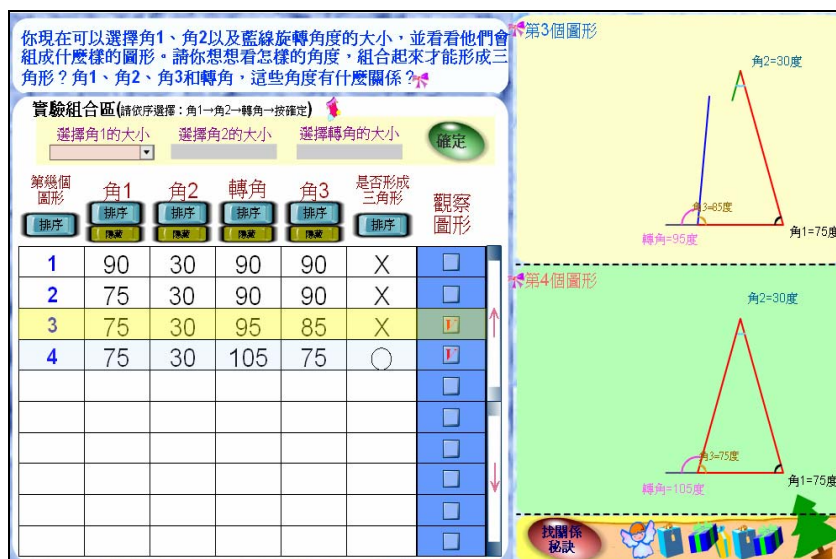 你現在可以選擇角1、角2以及藍線旋轉角度的大小，並看看他們會
組成什麼樣的圖形。請你想想看怎樣的角度，組合起來才能形成三
角形？角1、角2、角3和轉角，這些角度有什麼關係？
實驗組合區(請依序選擇：角1→角2→轉角→按確定)
選擇角1的大小 選擇角2的大小 選擇轉角的大小 確定
第幾個圖形 角1 角2 轉角 角3 是否形成三角形 觀察圖形
排序 排序 排序 排序 排序 排序
隱藏 隱藏 隱藏 隱藏
1 90 30 90 90 X
2 75 30 90 90 X
3 75 30 95 85 X
4 75 30 105 75 ○
第3個圖形
角2=30度
角3=85度
轉角=95度
角1=75度
第4個圖形
角2=30度
角3=75度
轉角=105度
角1=75度
找關係
秘訣